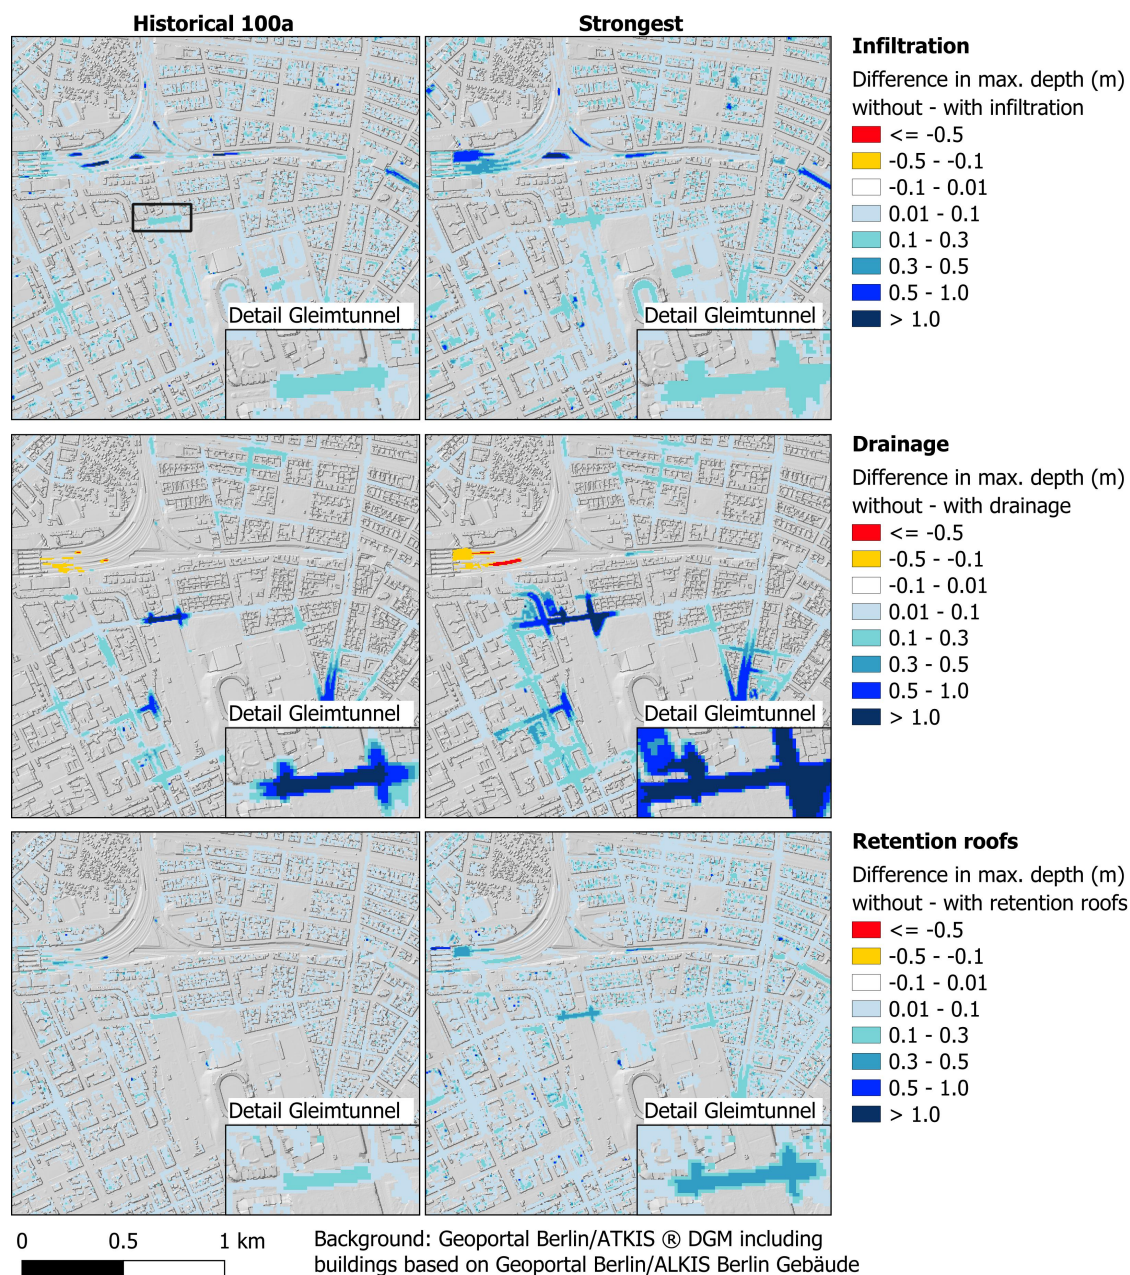 Historical 100a
Strongest
Infiltration
Difference in max. depth (m)
without - with infiltration
<= -0.5
-0.5 - -0.1
-0.1 - 0.01
0.01 - 0.1
0.1 - 0.3
0.3 - 0.5
0.5 - 1.0
> 1.0
Detail Gleimtunnel
Detail Gleimtunnel
Drainage
Difference in max. depth (m)
without - with drainage
<= -0.5
-0.5 - -0.1
-0.1 - 0.01
0.01 - 0.1
0.1 - 0.3
0.3 - 0.5
0.5 - 1.0
> 1.0
Detail Gleimtunnel
Detail Gleimtunnel
Retention roofs
Difference in max. depth (m)
without - with retention roofs
<= -0.5
-0.5 - -0.1
-0.1 - 0.01
0.01 - 0.1
0.1 - 0.3
0.3 - 0.5
0.5 - 1.0
> 1.0
Detail Gleimtunnel
Detail Gleimtunnel
0 0.5 1 km
Background: Geoportal Berlin/ATKIS ® DGM including
buildings based on Geoportal Berlin/ALKIS Berlin Gebäude